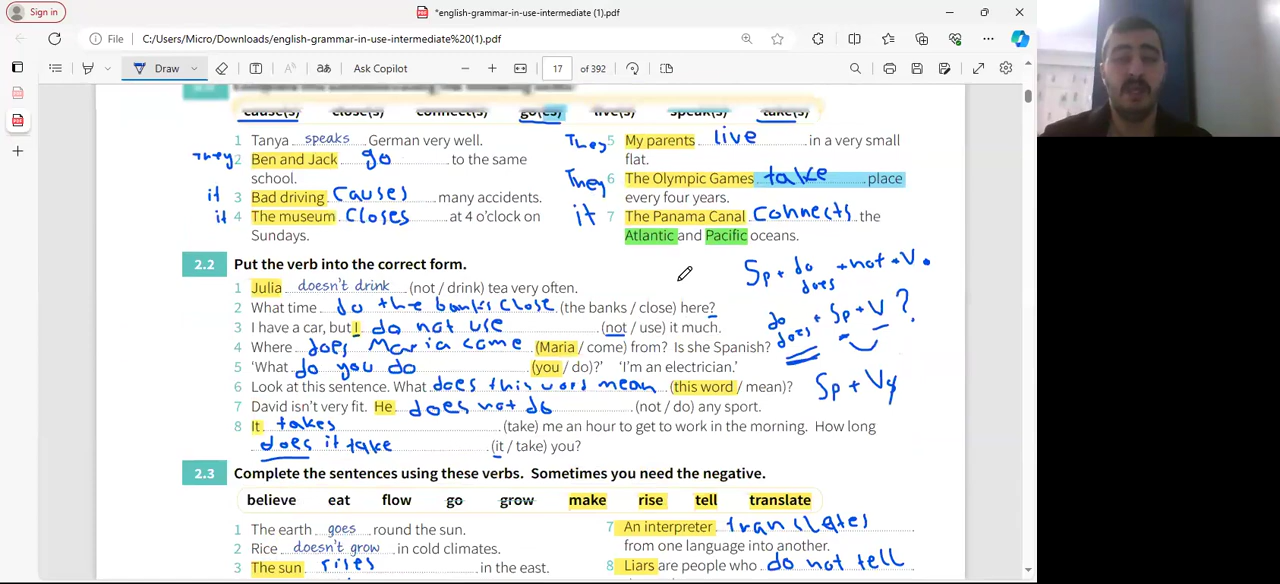 Sign in
*english-grammar-in-use-intermediate (1).pdf
File C:/Users/Micro/Downloads/english-grammar-in-use-intermediate%20(1).pdf
Draw Ask Copilot 17 of 392
cause(s) close(s) connect(s) go(es) live(s) speak(s) take(s)
1 Tanya speaks German very well.
They 2 Ben and Jack go to the same
school.
it 3 Bad driving causes many accidents.
it 4 The museum closes at 4 o'clock on
Sundays.
They 5 My parents live in a very small
flat.
They 6 The Olympic Games take place
every four years.
it 7 The Panama Canal connects the
Atlantic and Pacific oceans.
2.2 Put the verb into the correct form.
1 Julia doesn't drink (not / drink) tea very often.
2 What time do the banks close (the banks / close) here?
3 I have a car, but I do not use (not / use) it much.
4 Where does Maria come (Maria / come) from? Is she Spanish?
5 'What do you do (you / do)?' 'I'm an electrician.'
6 Look at this sentence. What does this word mean (this word / mean)?
7 David isn't very fit. He does not do (not / do) any sport.
8 It takes (take) me an hour to get to work in the morning. How long
does it take (it / take) you?
Sp + do + not + V.
does
do + Sp + V ?
does
Sp + V
2.3 Complete the sentences using these verbs. Sometimes you need the negative.
believe eat flow go grow make rise tell translate
1 The earth goes round the sun.
2 Rice doesn't grow in cold climates.
3 The sun rises in the east.
7 An interpreter translates
from one language into another.
8 Liars are people who do not tell